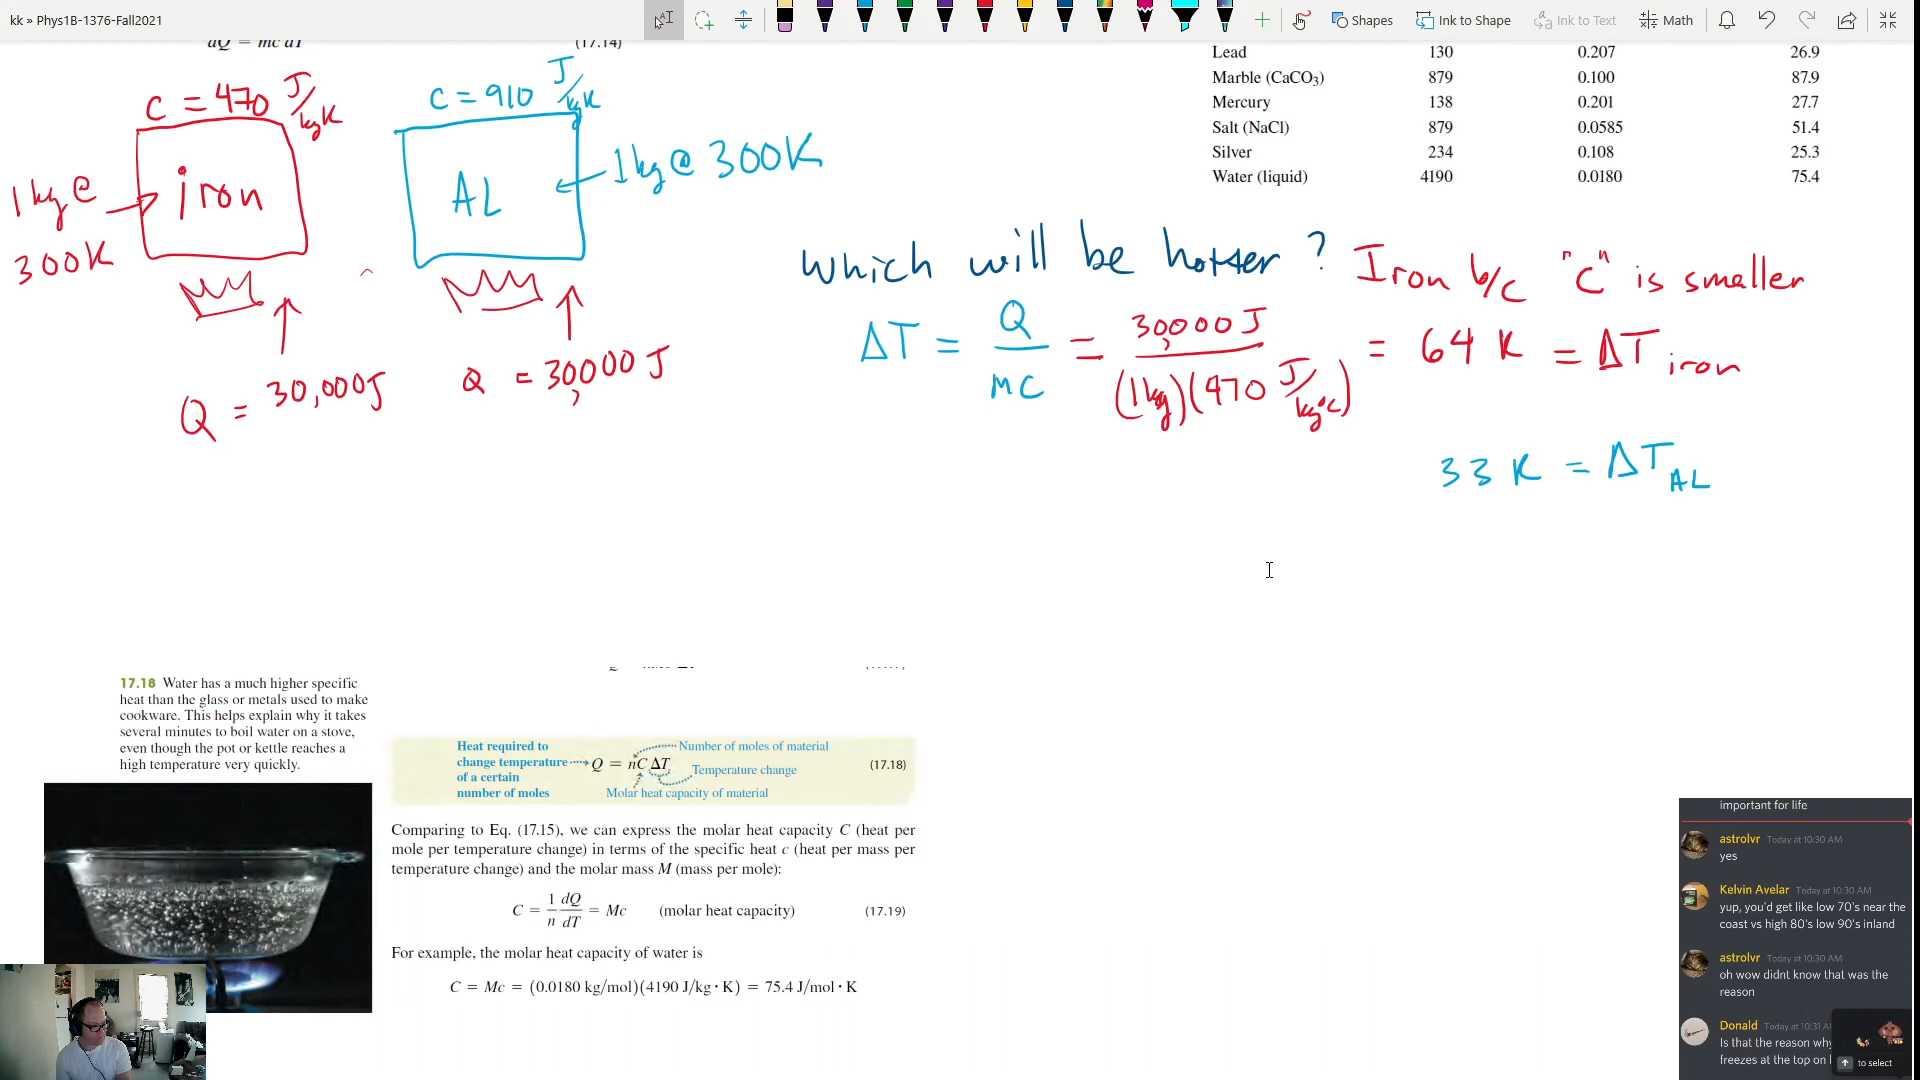 kk » Phys1B-1376-Fall2021
Shapes
Ink to Shape
Ink to Text
Math
dQ = mc dT (17.14)
Lead 130 0.207 26.9
Marble (CaCO₃) 879 0.100 87.9
Mercury 138 0.201 27.7
Salt (NaCl) 879 0.0585 51.4
Silver 234 0.108 25.3
Water (liquid) 4190 0.0180 75.4
c = 470 J/kgK
iron
1kg @
300K
Q = 30,000J
c = 910 J/kgK
AL
1kg @ 300K
Q = 30,000 J
Which will be hotter ?
Iron b/c "c" is smaller
ΔT = Q/mc = 30,000 J/(1kg)(470 J/kg°C) = 64 K = ΔT iron
33 K = ΔT AL
17.18 Water has a much higher specific
heat than the glass or metals used to make
cookware. This helps explain why it takes
several minutes to boil water on a stove,
even though the pot or kettle reaches a
high temperature very quickly.
Heat required to
change temperature
of a certain
number of moles
Q = nC ΔT
Number of moles of material
Temperature change
Molar heat capacity of material
(17.18)
Comparing to Eq. (17.15), we can express the molar heat capacity C (heat per
mole per temperature change) in terms of the specific heat c (heat per mass per
temperature change) and the molar mass M (mass per mole):
C = 1/n dQ/dT = Mc (molar heat capacity) (17.19)
For example, the molar heat capacity of water is
C = Mc = (0.0180 kg/mol)(4190 J/kg · K) = 75.4 J/mol · K
important for life
astrolvr Today at 10:30 AM
yes
Kelvin Avelar Today at 10:30 AM
yup, you'd get like low 70's near the
coast vs high 80's low 90's inland
astrolvr Today at 10:30 AM
oh wow didnt know that was the
reason
Donald Today at 10:31 A
Is that the reason why
freezes at the top on
to select